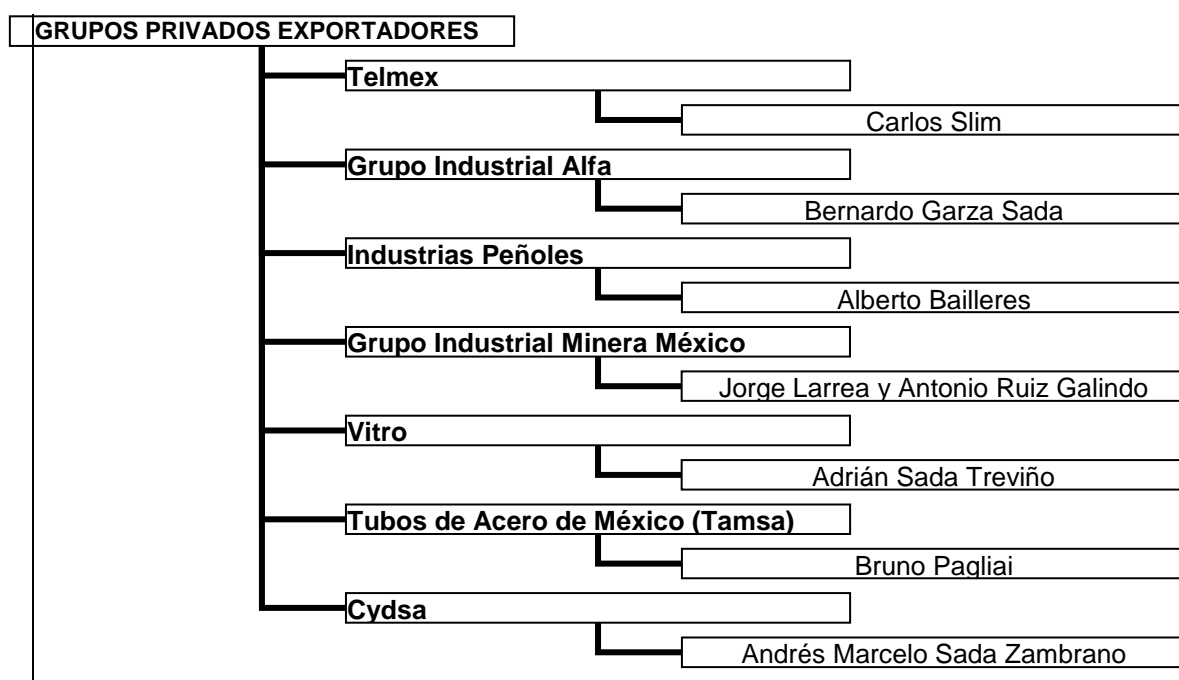 GRUPOS PRIVADOS EXPORTADORES
Telmex
Carlos Slim
Grupo Industrial Alfa
Bernardo Garza Sada
Industrias Peñoles
Alberto Bailleres
Grupo Industrial Minera México
Jorge Larrea y Antonio Ruiz Galindo
Vitro
Adrián Sada Treviño
Tubos de Acero de México (Tamsa)
Bruno Pagliai
Cydsa
Andrés Marcelo Sada Zambrano